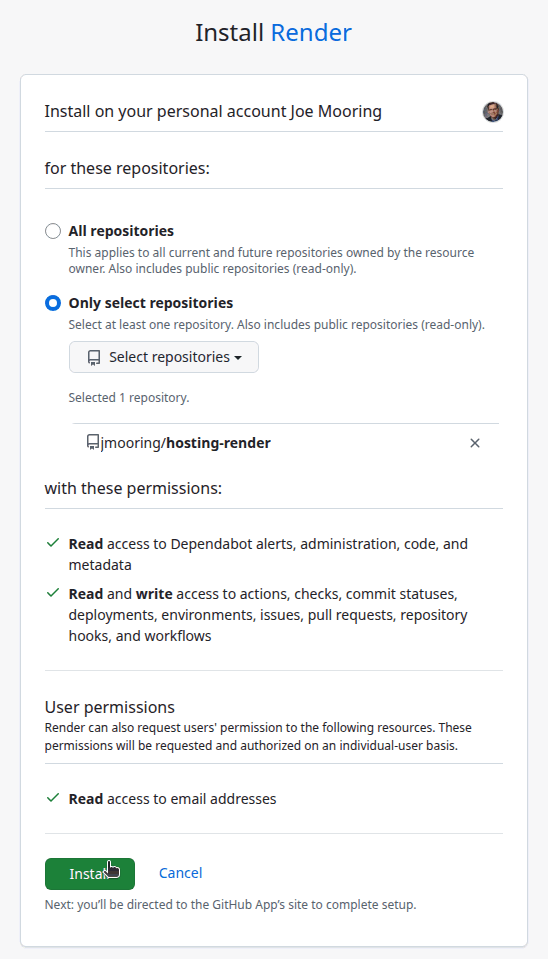 Install Render
Install on your personal account Joe Mooring
for these repositories:
All repositories
This applies to all current and future repositories owned by the resource
owner. Also includes public repositories (read-only).
Only select repositories
Select at least one repository. Also includes public repositories (read-only).
Select repositories
Selected 1 repository.
jmooring/hosting-render
with these permissions:
Read access to Dependabot alerts, administration, code, and
metadata
Read and write access to actions, checks, commit statuses,
deployments, environments, issues, pull requests, repository
hooks, and workflows
User permissions
Render can also request users' permission to the following resources. These
permissions will be requested and authorized on an individual-user basis.
Read access to email addresses
Install
Cancel
Next: you'll be directed to the GitHub App's site to complete setup.